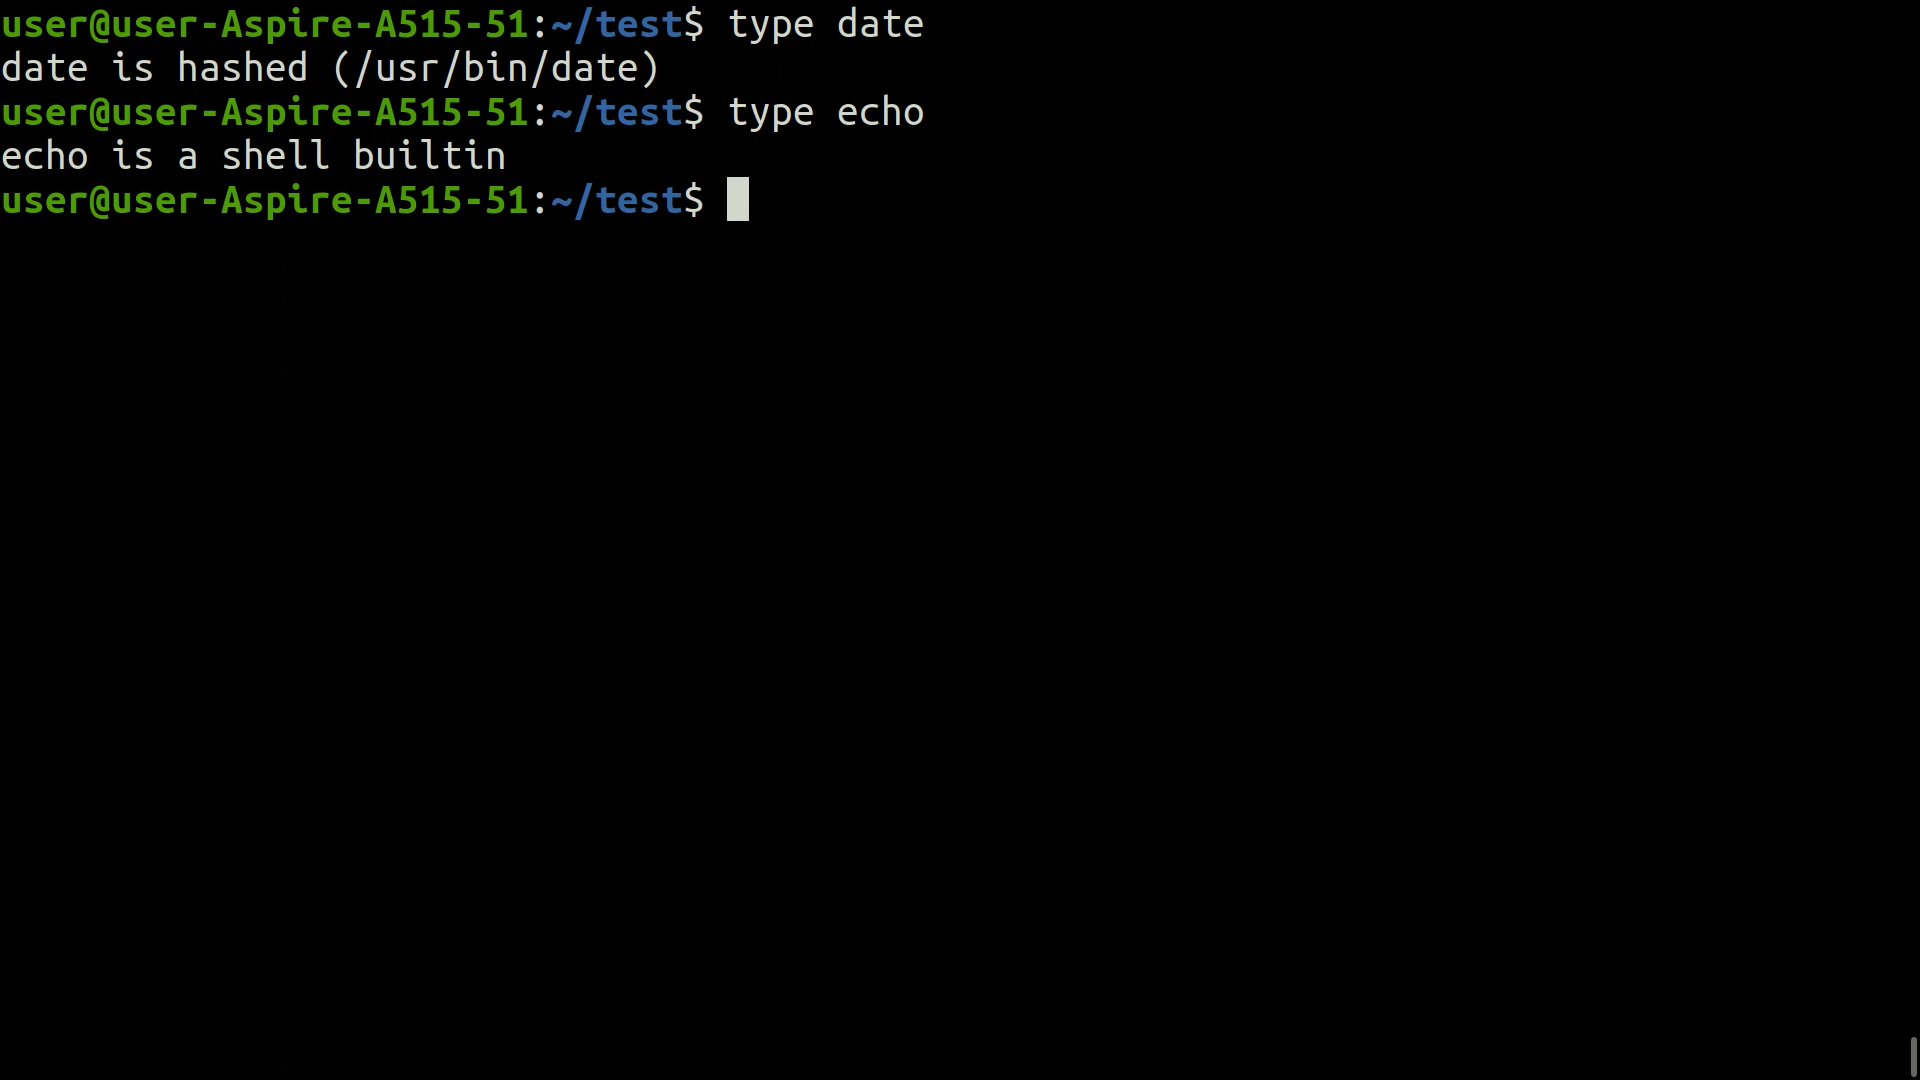 user@user-Aspire-A515-51:~/test$ type date
date is hashed (/usr/bin/date)
user@user-Aspire-A515-51:~/test$ type echo
echo is a shell builtin
user@user-Aspire-A515-51:~/test$